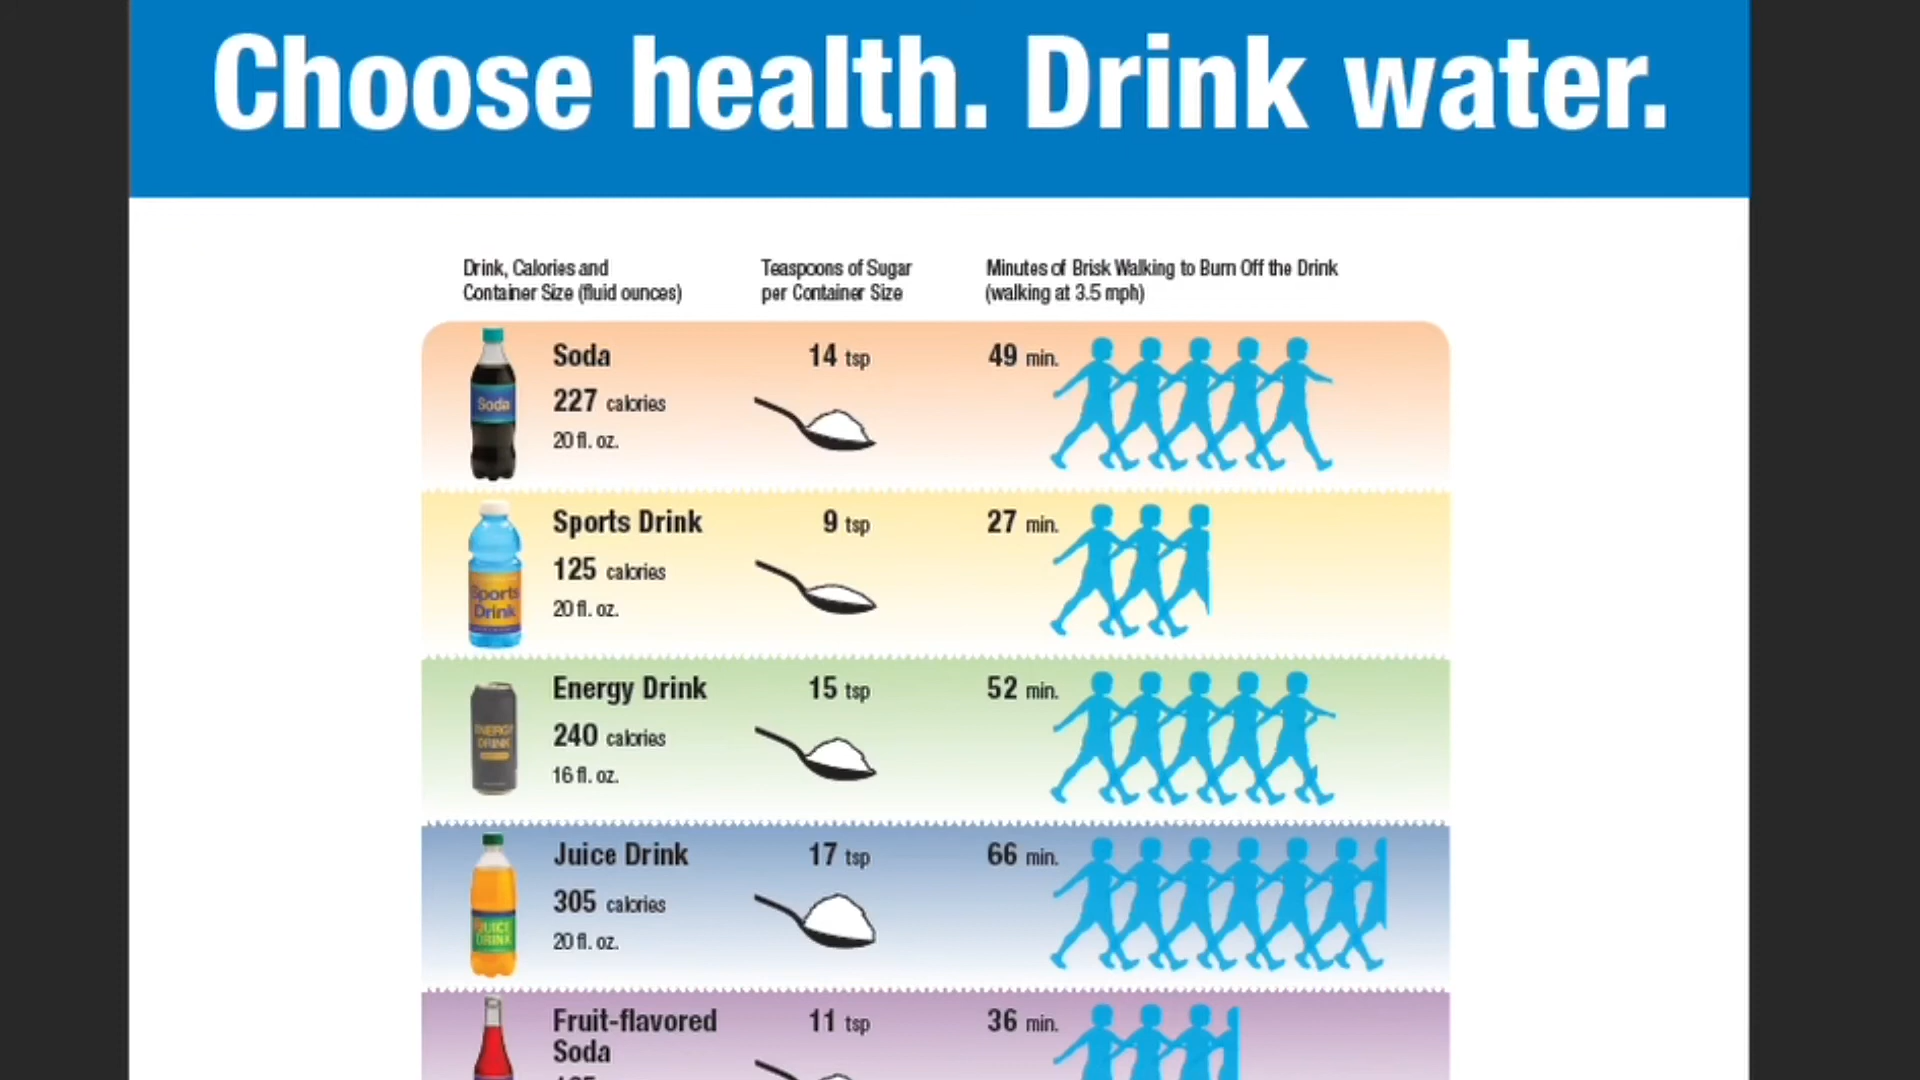 Choose health. Drink water.
Drink, Calories and
Container Size (fluid ounces)
Teaspoons of Sugar
per Container Size
Minutes of Brisk Walking to Burn Off the Drink
(walking at 3.5 mph)
Soda
Soda
227 calories
20 fl. oz.
14 tsp
49 min.
Sports
Drink
Sports Drink
125 calories
20 fl. oz.
9 tsp
27 min.
ENERGY
DRINK
Energy Drink
240 calories
16 fl. oz.
15 tsp
52 min.
JUICE
DRINK
Juice Drink
305 calories
20 fl. oz.
17 tsp
66 min.
Fruit-flavored
Soda
11 tsp
36 min.